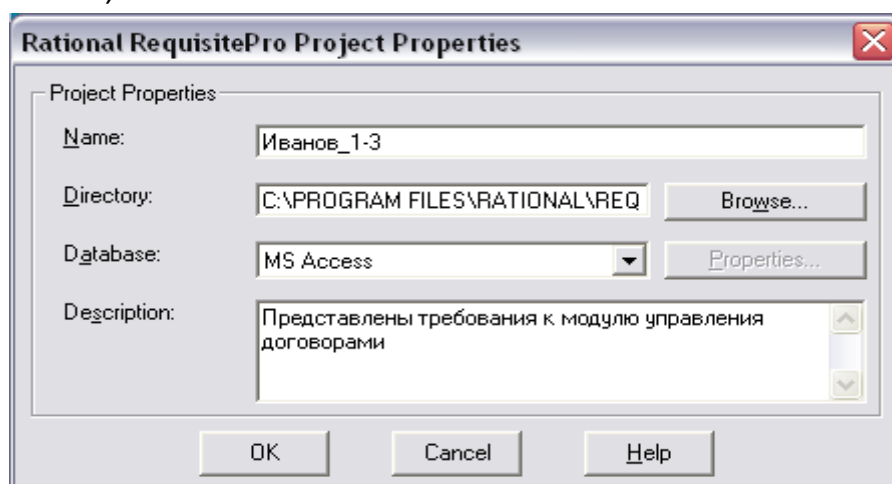 Rational RequisitePro Project Properties
Project Properties
Name:
Иванов_1-3
Directory:
C:\PROGRAM FILES\RATIONAL\REQ
Browse...
Database:
MS Access
Properties...
Description:
Представлены требования к модулю управления
договорами
OK
Cancel
Help